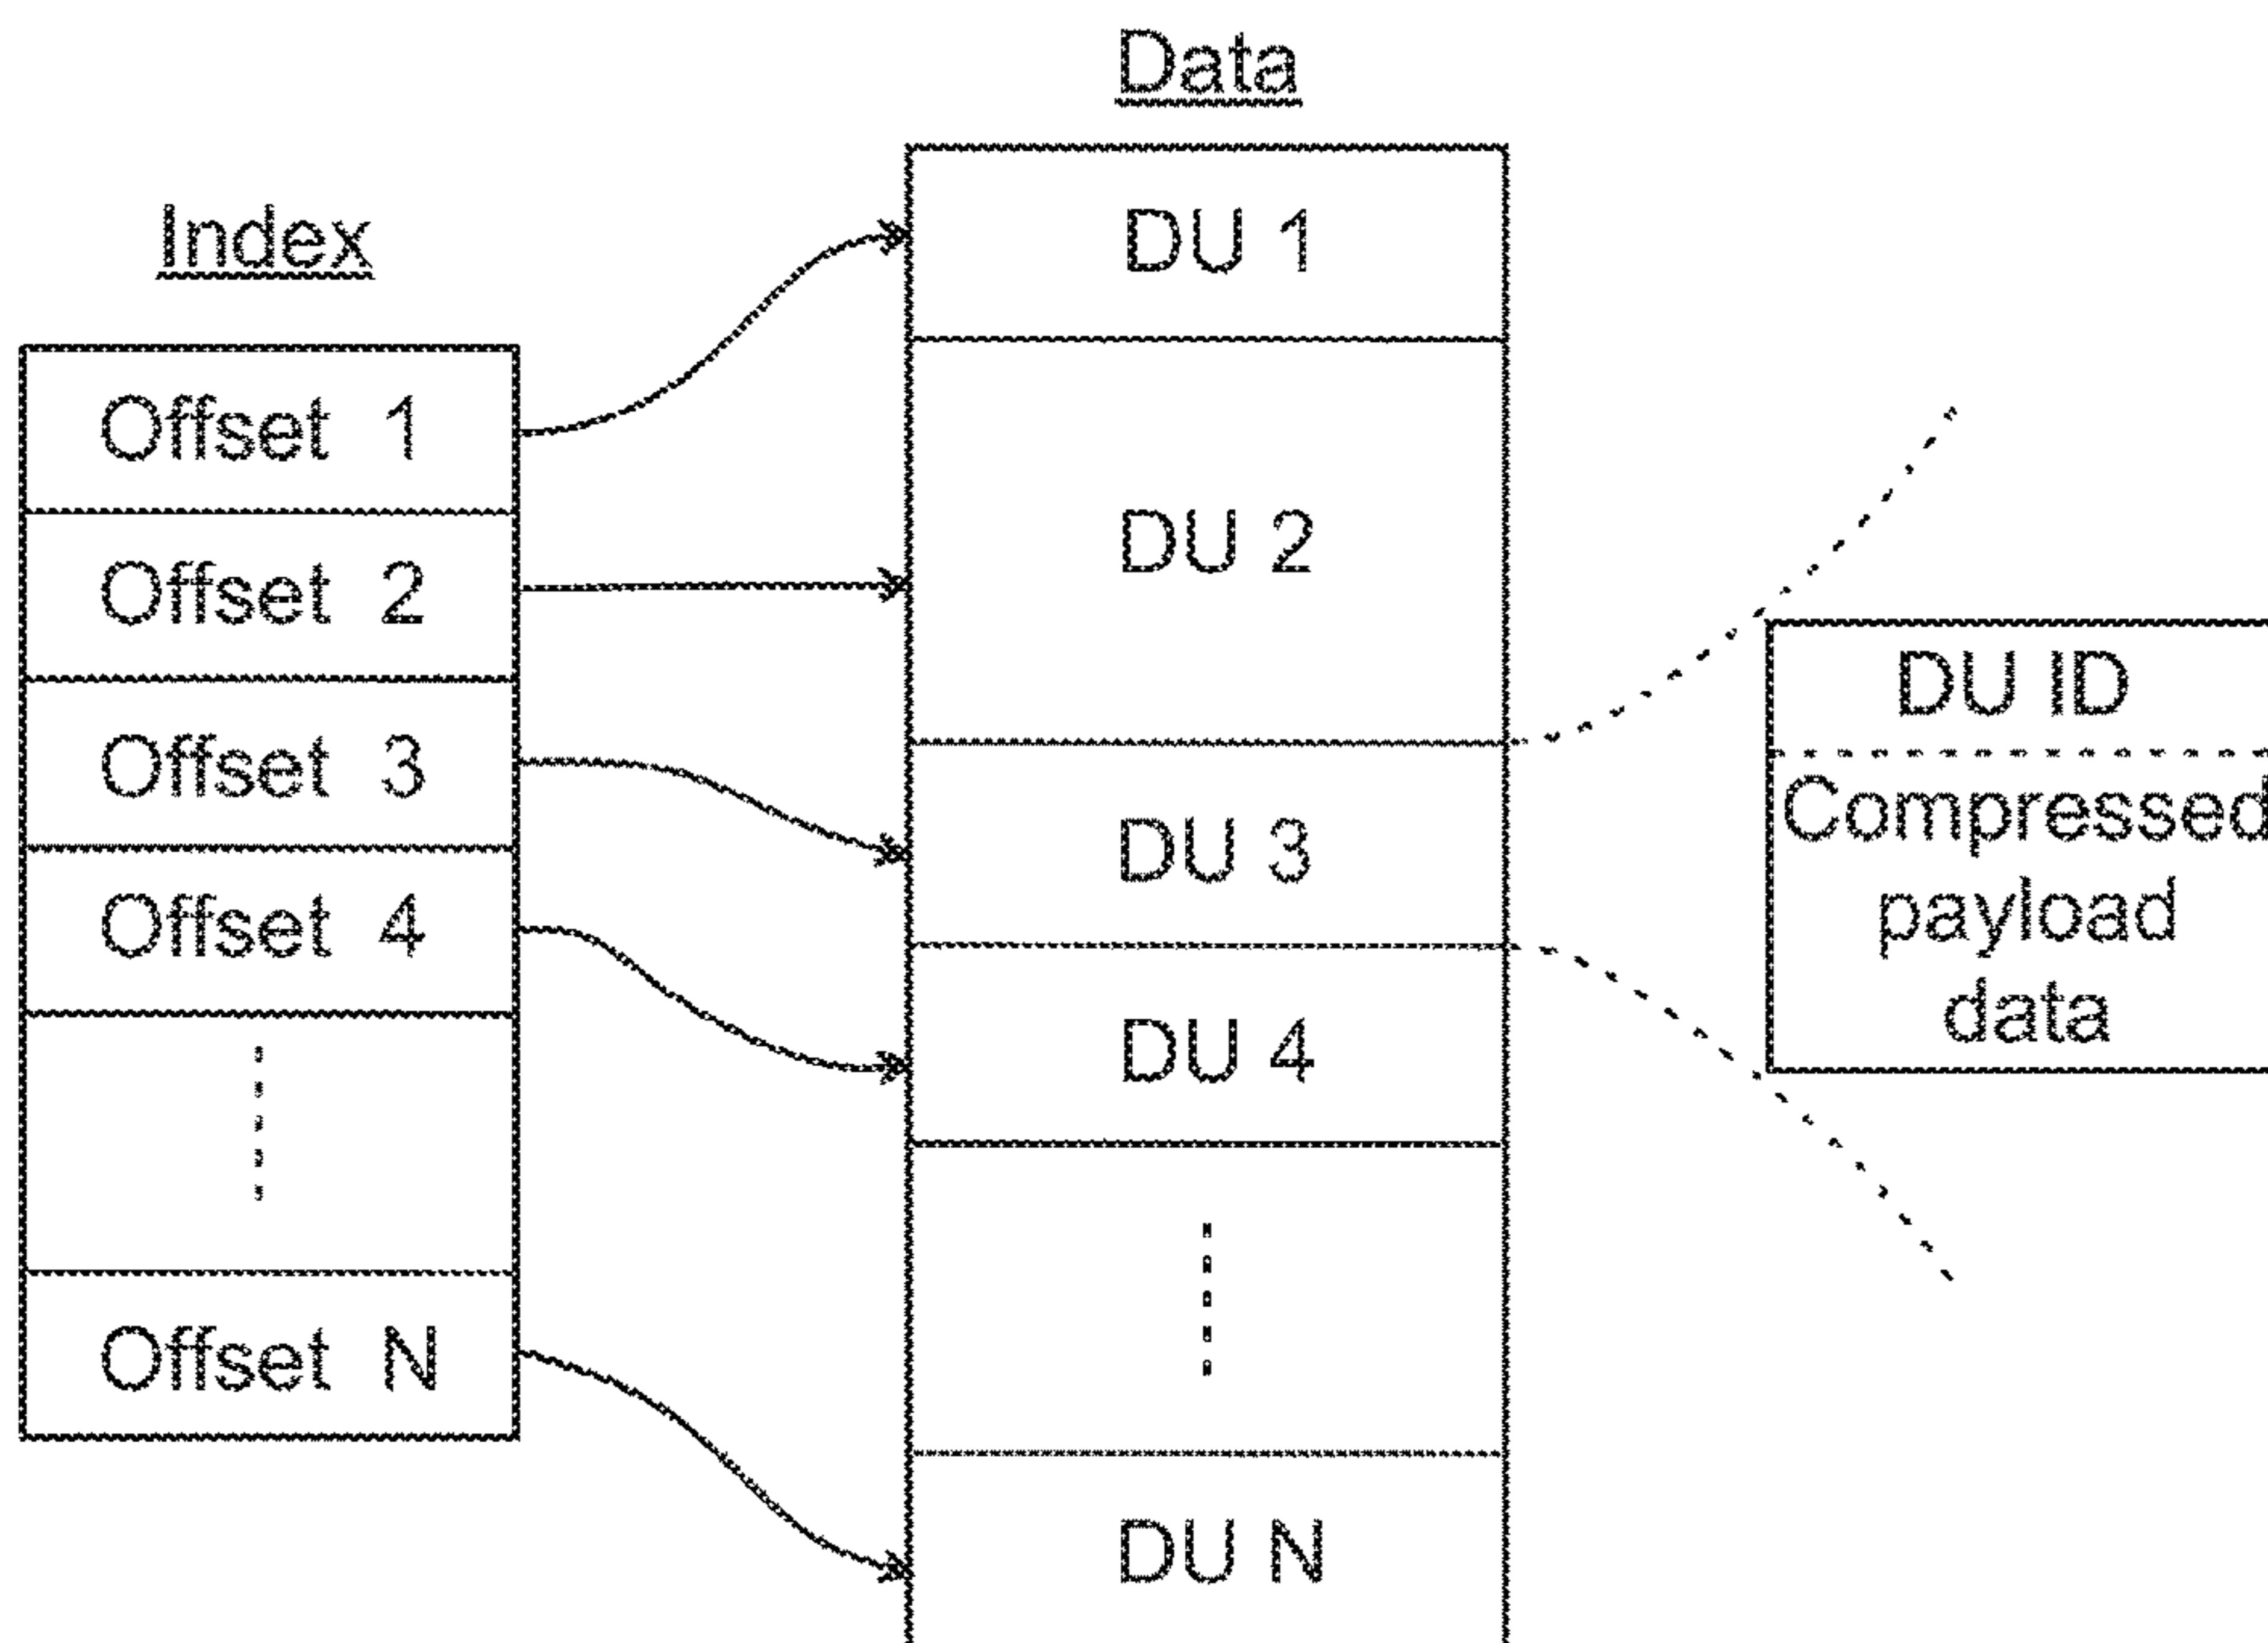 Data
Index
DU 1
Offset 1
DU 2
Offset 2
DU ID
Offset 3
Compressed
DU 3
payload
Offset 4
data
DU 4
Offset N
DU N